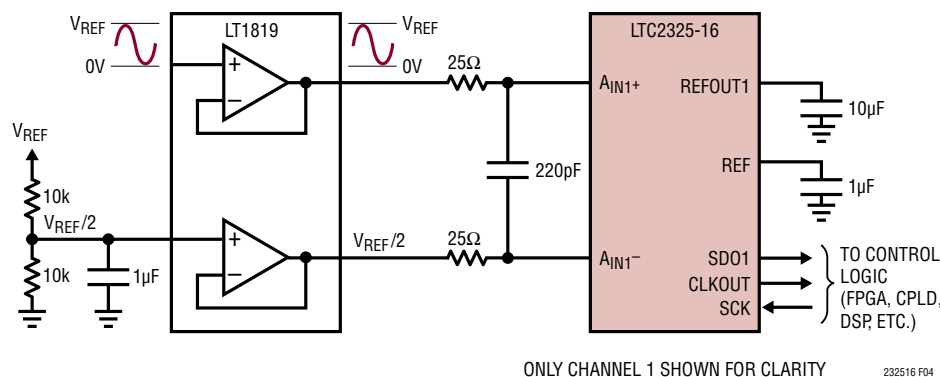 VREF
0V
LT1819
VREF
0V
+
−
25Ω
LTC2325-16
AIN1+
REFOUT1
10µF
VREF
10k
VREF/2
10k
1µF
+
−
VREF/2
25Ω
220pF
REF
1µF
AIN1−
SDO1
CLKOUT
SCK
TO CONTROL
LOGIC
(FPGA, CPLD,
DSP, ETC.)
ONLY CHANNEL 1 SHOWN FOR CLARITY
232516 F04